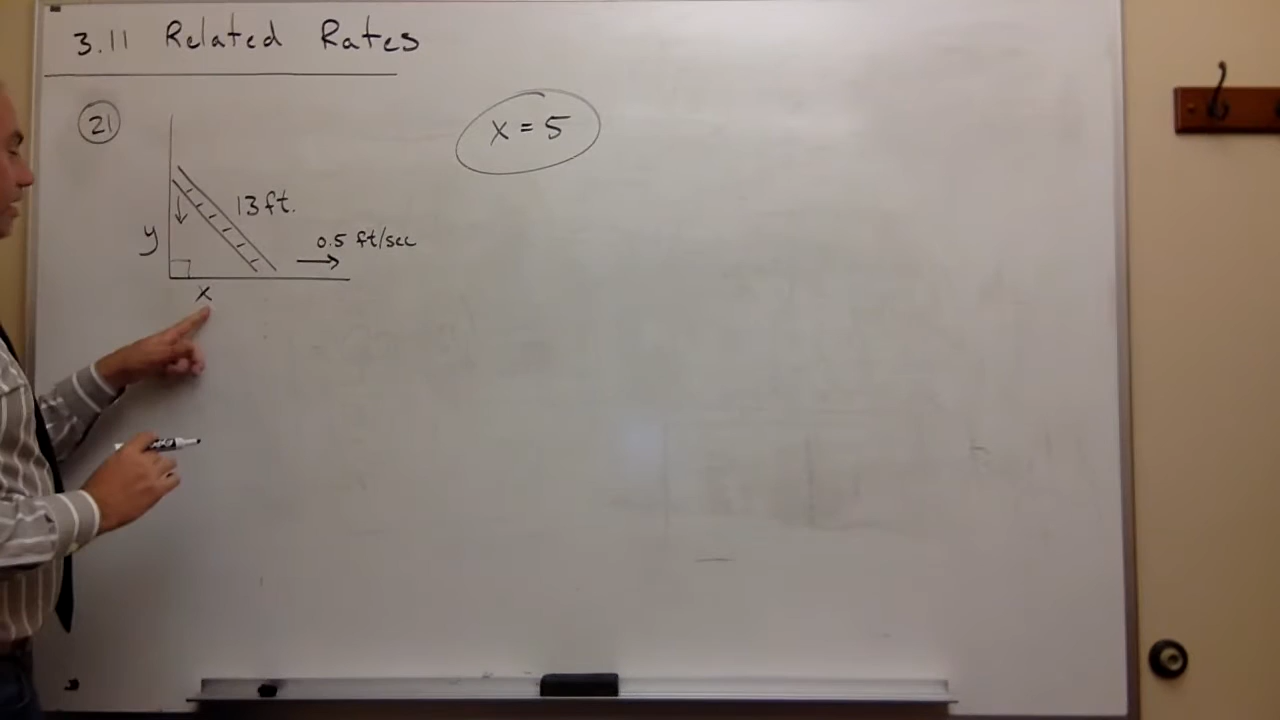 3.11 Related Rates
21
x = 5
13 ft.
y
0.5 ft/sec
x